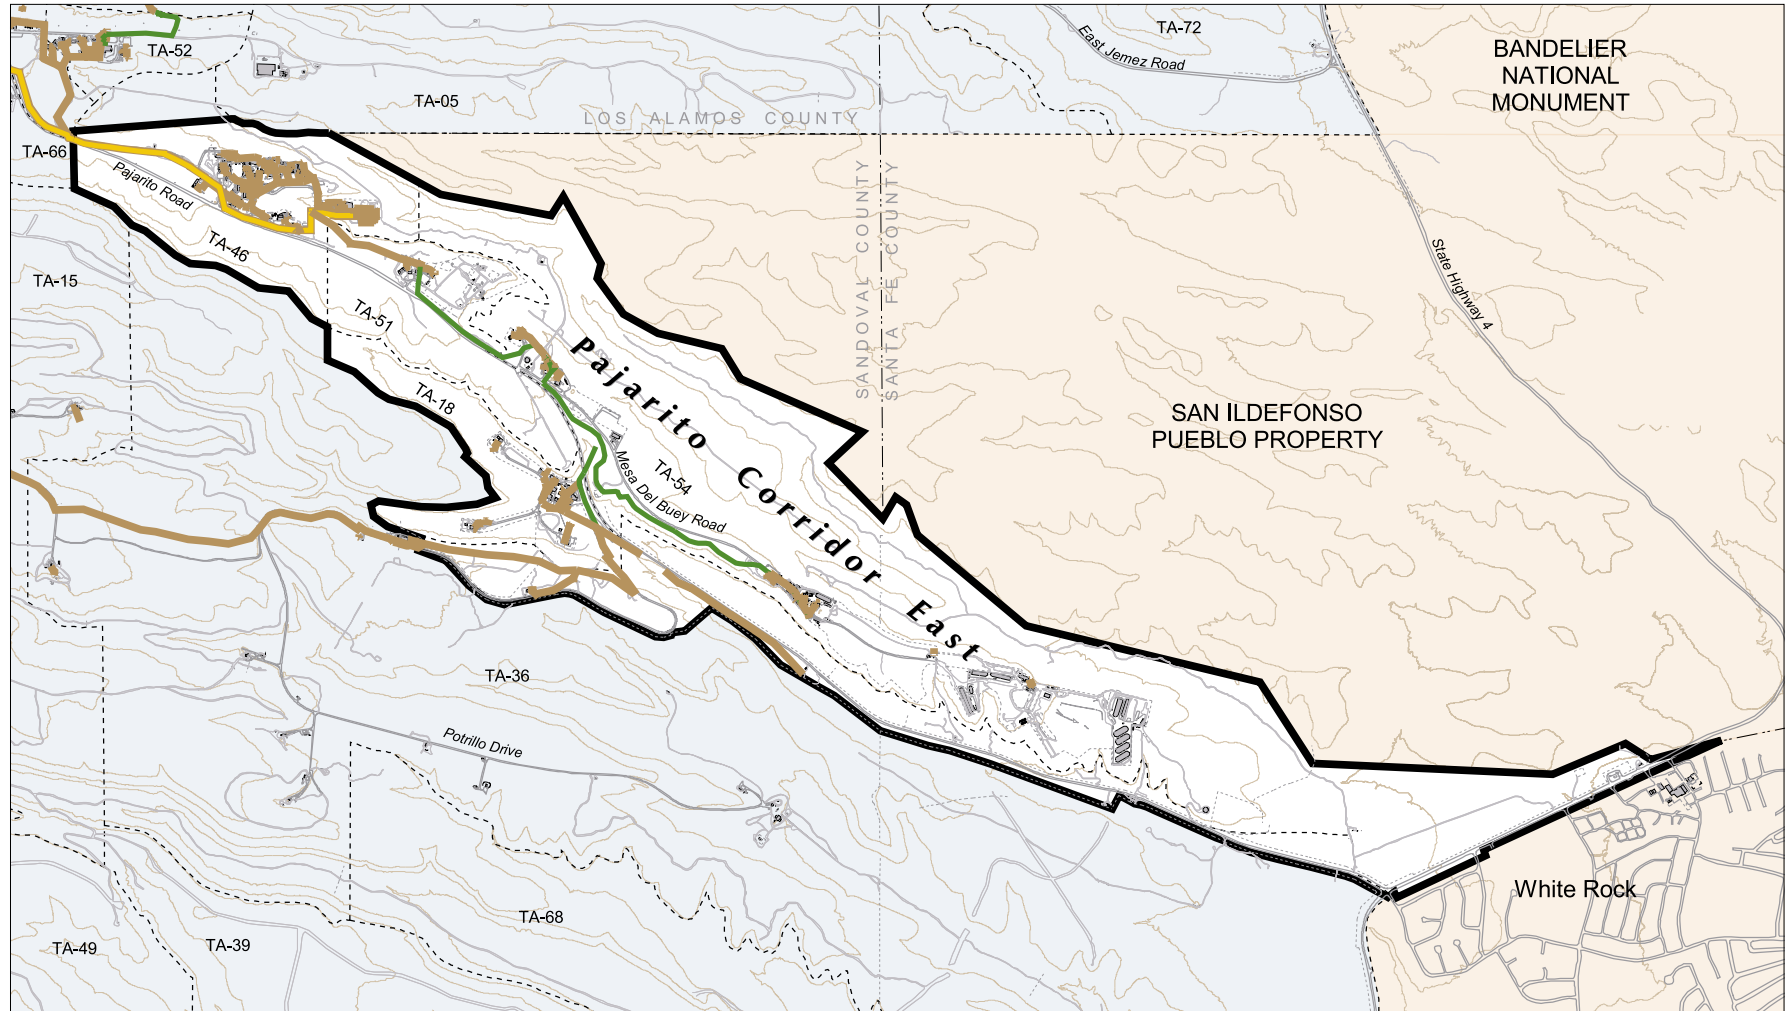 TA-52
TA-72
East Jemez Road
BANDELIER
NATIONAL
MONUMENT
TA-05
LOS ALAMOS COUNTY
TA-66
Pajarito Road
SANDOVAL COUNTY
SANTA FE COUNTY
TA-46
TA-15
State Highway 4
TA-51
TA-18
Pajarito Corridor East
SAN ILDEFONSO
PUEBLO PROPERTY
TA-54
Mesa Del Buey Road
TA-36
Potrillo Drive
White Rock
TA-68
TA-49
TA-39